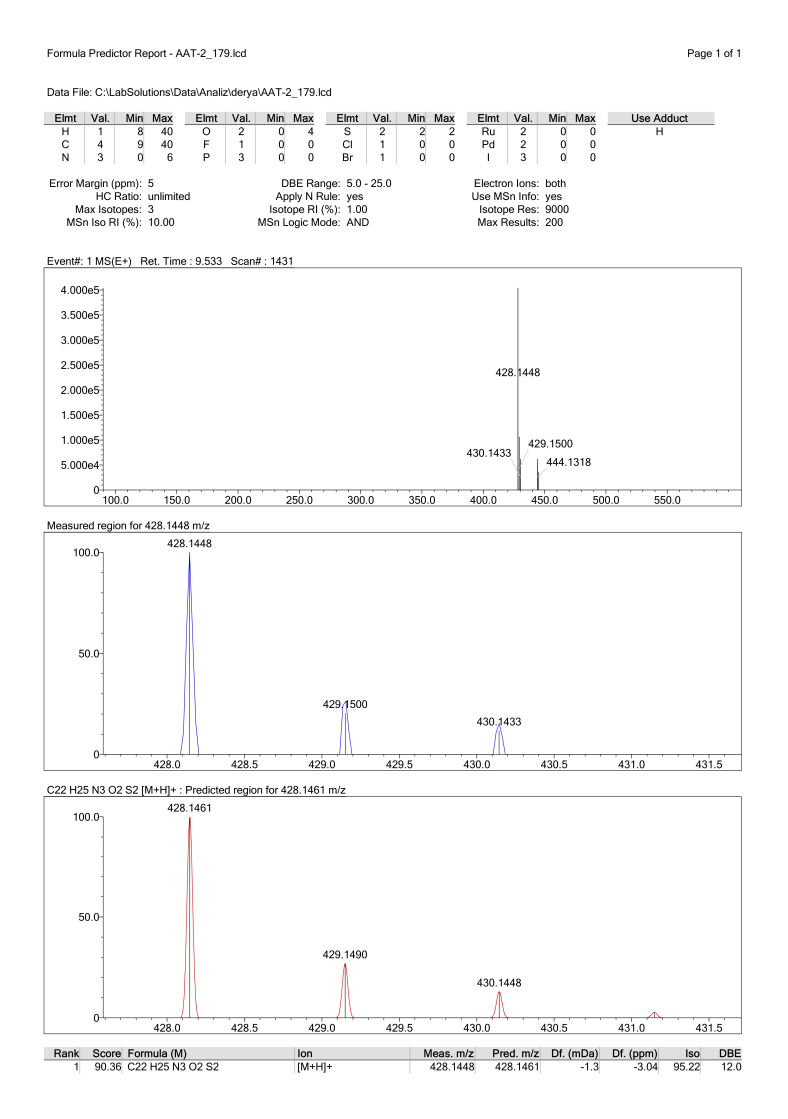 Formula Predictor Report - AAT-2_179.lcd Page 1 of 1
Data File: C:\LabSolutions\Data\Analiz\derya\AAT-2_179.lcd
Elmt Val. Min Max Elmt Val. Min Max Elmt Val. Min Max Elmt Val. Min Max Use Adduct
H 1 8 40 O 2 0 4 S 2 2 2 Ru 2 0 0 H
C 4 9 40 F 1 0 0 Cl 1 0 0 Pd 2 0 0
N 3 0 6 P 3 0 0 Br 1 0 0 I 3 0 0
Error Margin (ppm): 5 DBE Range: 5.0 - 25.0 Electron Ions: both
HC Ratio: unlimited Apply N Rule: yes Use MSn Info: yes
Max Isotopes: 3 Isotope RI (%): 1.00 Isotope Res: 9000
MSn Iso RI (%): 10.00 MSn Logic Mode: AND Max Results: 200
Event#: 1 MS(E+) Ret. Time : 9.533 Scan# : 1431
4.000e5
3.500e5
3.000e5
2.500e5
428.1448
2.000e5
1.500e5
1.000e5
430.1433 429.1500
444.1318
5.000e4
0
100.0 150.0 200.0 250.0 300.0 350.0 400.0 450.0 500.0 550.0
Measured region for 428.1448 m/z
428.1448
100.0
50.0
429.1500
430.1433
0
428.0 428.5 429.0 429.5 430.0 430.5 431.0 431.5
C22 H25 N3 O2 S2 [M+H]+ : Predicted region for 428.1461 m/z
428.1461
100.0
50.0
429.1490
430.1448
0
428.0 428.5 429.0 429.5 430.0 430.5 431.0 431.5
Rank Score Formula (M) Ion Meas. m/z Pred. m/z Df. (mDa) Df. (ppm) Iso DBE
1 90.36 C22 H25 N3 O2 S2 [M+H]+ 428.1448 428.1461 -1.3 -3.04 95.22 12.0